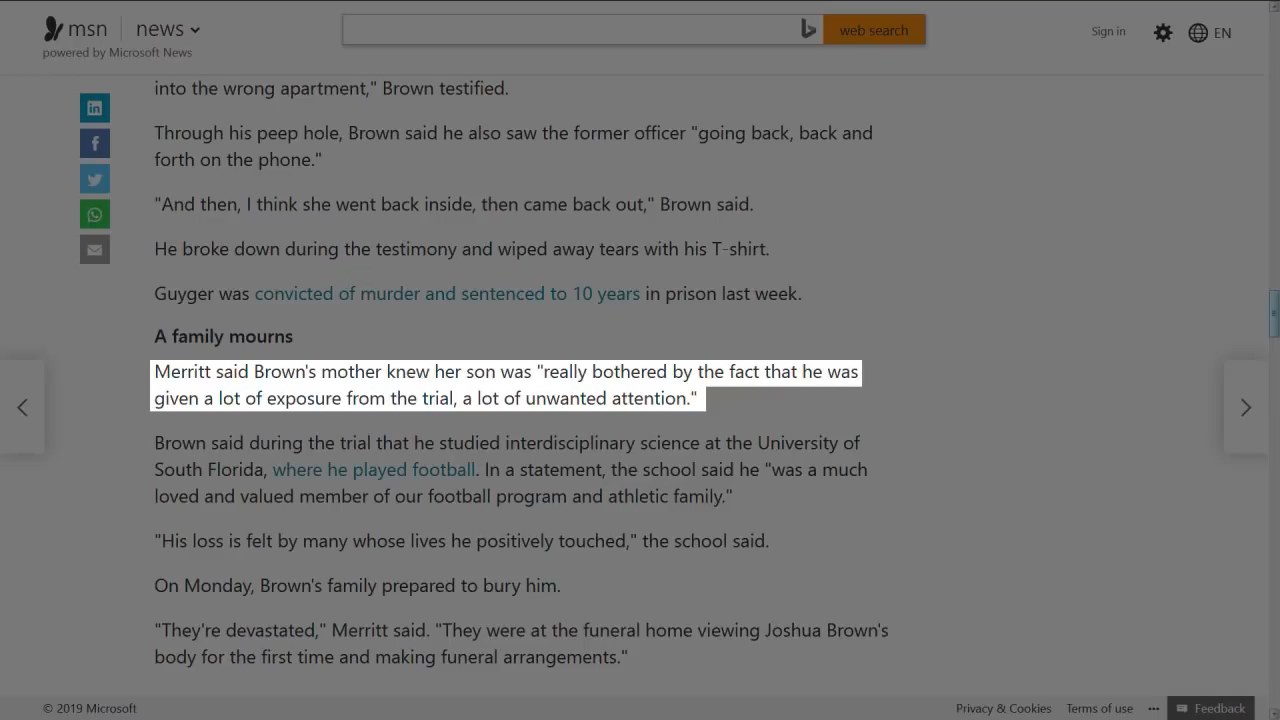 msn news
powered by Microsoft News
web search
Sign in
EN
into the wrong apartment," Brown testified.
Through his peep hole, Brown said he also saw the former officer "going back, back and
forth on the phone."
"And then, I think she went back inside, then came back out," Brown said.
He broke down during the testimony and wiped away tears with his T-shirt.
Guyger was convicted of murder and sentenced to 10 years in prison last week.
A family mourns
Merritt said Brown's mother knew her son was "really bothered by the fact that he was
given a lot of exposure from the trial, a lot of unwanted attention."
Brown said during the trial that he studied interdisciplinary science at the University of
South Florida, where he played football. In a statement, the school said he "was a much
loved and valued member of our football program and athletic family."
"His loss is felt by many whose lives he positively touched," the school said.
On Monday, Brown's family prepared to bury him.
"They're devastated," Merritt said. "They were at the funeral home viewing Joshua Brown's
body for the first time and making funeral arrangements."
© 2019 Microsoft
Privacy & Cookies
Terms of use
Feedback